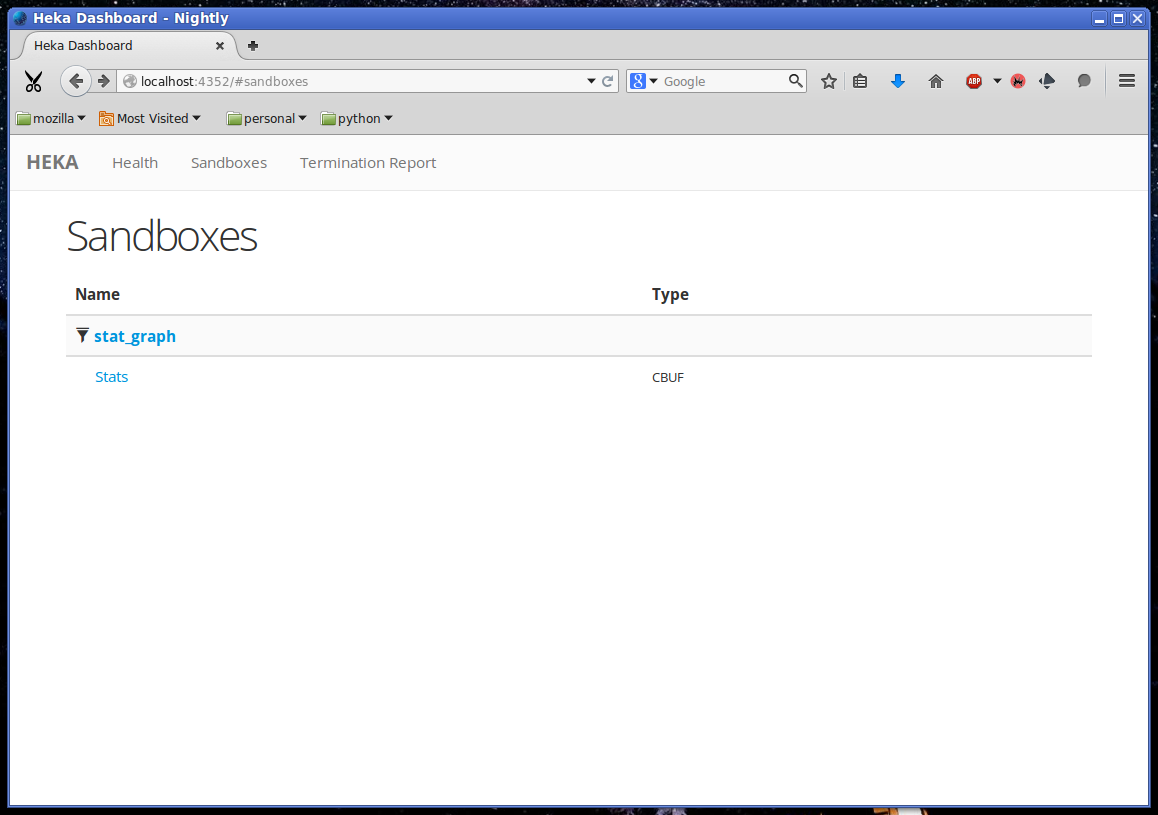 Heka Dashboard - Nightly
Heka Dashboard
localhost:4352/#sandboxes
8 Google
ABP
mozilla Most Visited personal python
HEKA Health Sandboxes Termination Report
Sandboxes
Name Type
stat_graph
Stats CBUF